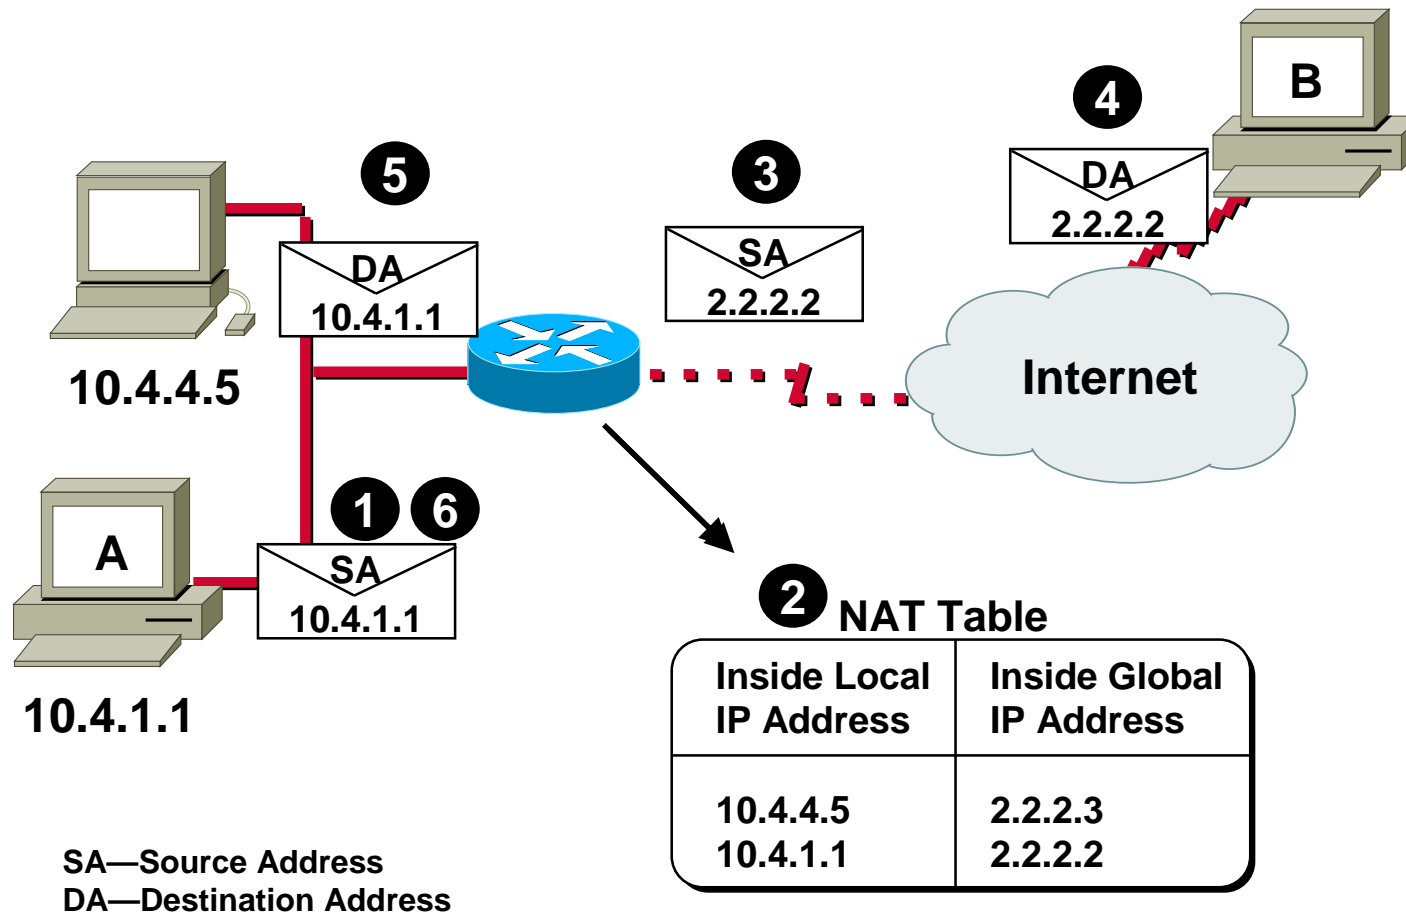 B
4
DA
2.2.2.2
3
SA
2.2.2.2
5
DA
10.4.1.1
10.4.4.5
Internet
1 6
A
SA
10.4.1.1
10.4.1.1
2
NAT Table
Inside Local IP Address
Inside Global IP Address
10.4.4.5 2.2.2.3
10.4.1.1 2.2.2.2
SA—Source Address
DA—Destination Address